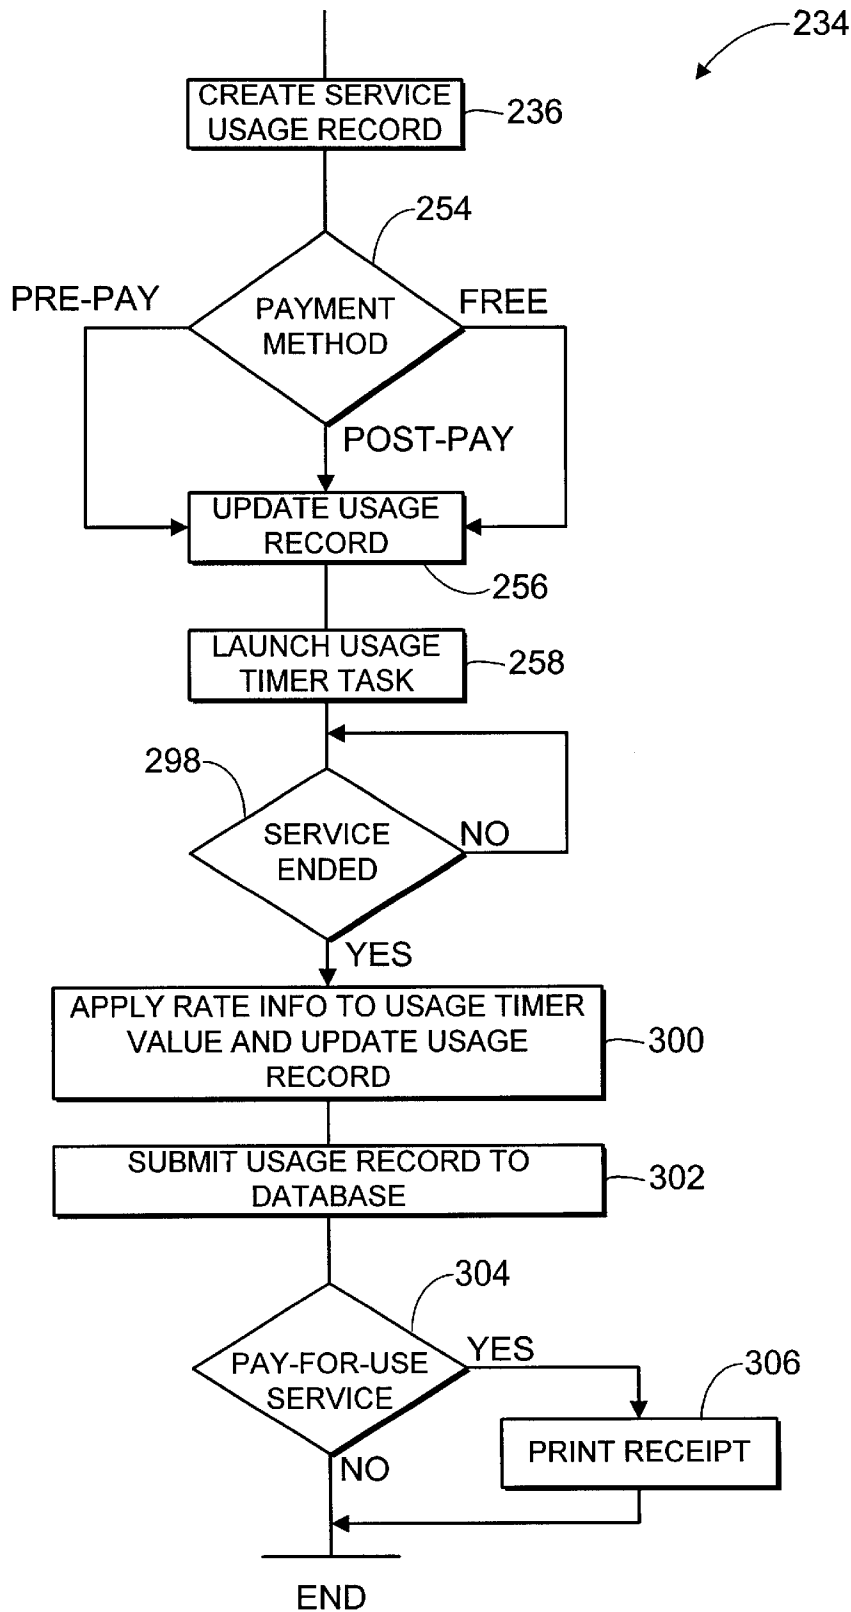 234
CREATE SERVICE
USAGE RECORD
236
254
PRE-PAY
PAYMENT
METHOD
FREE
POST-PAY
UPDATE USAGE
RECORD
256
LAUNCH USAGE
TIMER TASK
258
298
SERVICE
ENDED
NO
YES
APPLY RATE INFO TO USAGE TIMER
VALUE AND UPDATE USAGE
RECORD
300
SUBMIT USAGE RECORD TO
DATABASE
302
304
PAY-FOR-USE
SERVICE
YES
306
PRINT RECEIPT
NO
END